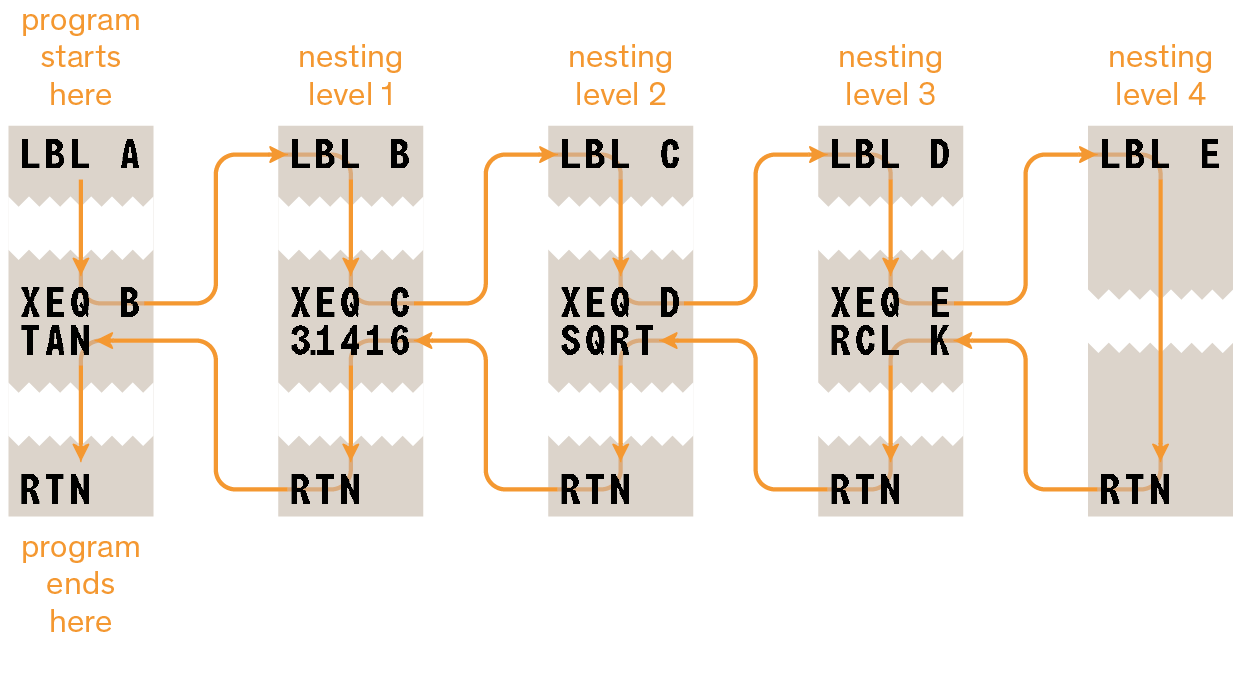 program
starts
here
nesting
level 1
nesting
level 2
nesting
level 3
nesting
level 4
LBL A
XEQ B
TAN
RTN
LBL B
XEQ C
3.1416
RTN
LBL C
XEQ D
SQRT
RTN
LBL D
XEQ E
RCL K
RTN
LBL E
RTN
program
ends
here